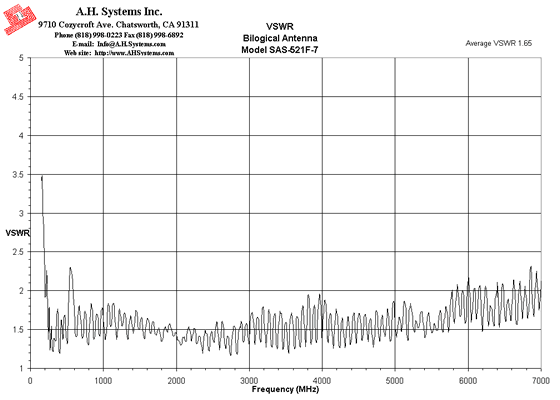 A.H. Systems Inc.
9710 Cozycroft Ave. Chatsworth, CA 91311
Phone (818) 998-0223 Fax (818) 998-6892
E-mail: Info@A.H.Systems.com
Web site: http://www.AHSystems.com
VSWR
Bilogical Antenna
Model SAS-521F-7
Average VSWR 1.65
5
4.5
4
3.5
3
VSWR
2.5
2
1.5
1
0 1000 2000 3000 4000 5000 6000 7000
Frequency (MHz)